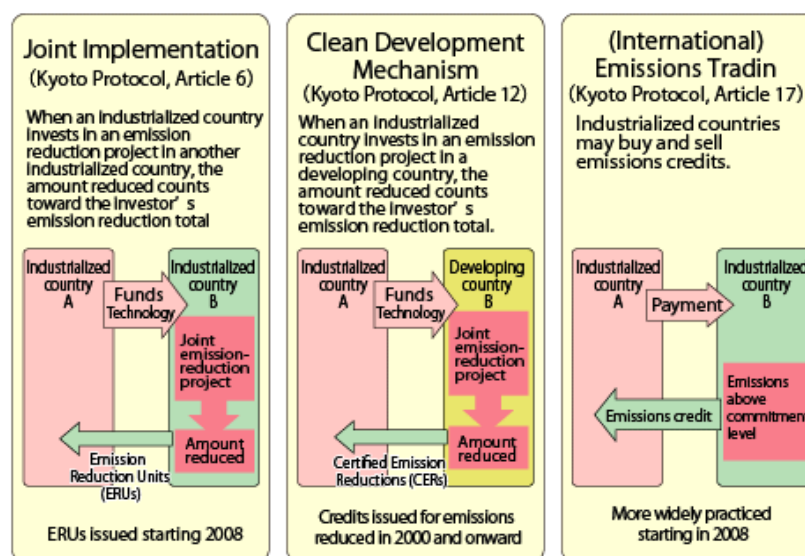 Joint Implementation
(Kyoto Protocol, Article 6)
When an industrialized country
invests in an emission
reduction project in another
industrialized country, the
amount reduced counts
toward the investor's
emission reduction total
Industrialized
country
A
Funds
Technology
Industrialized
country
B
Joint
emission-
reduction
project
Amount
reduced
Emission
Reduction Units
(ERUs)
ERUs issued starting 2008
Clean Development
Mechanism
(Kyoto Protocol, Article 12)
When an industrialized
country invests in an emission
reduction project in a
developing country, the
amount reduced counts
toward the investor's
emission reduction total.
Industrialized
country
A
Funds
Technology
Developing
country
B
Joint
emission-
reduction
project
Amount
reduced
Certified Emission
Reductions (CERs)
Credits issued for emissions
reduced in 2000 and onward
(International)
Emissions Tradin
(Kyoto Protocol, Article 17)
Industrialized countries
may buy and sell
emissions credits.
Industrialized
country
A
Payment
Industrialized
country
B
Emissions credit
Emissions
above
commitment
level
More widely practiced
starting in 2008